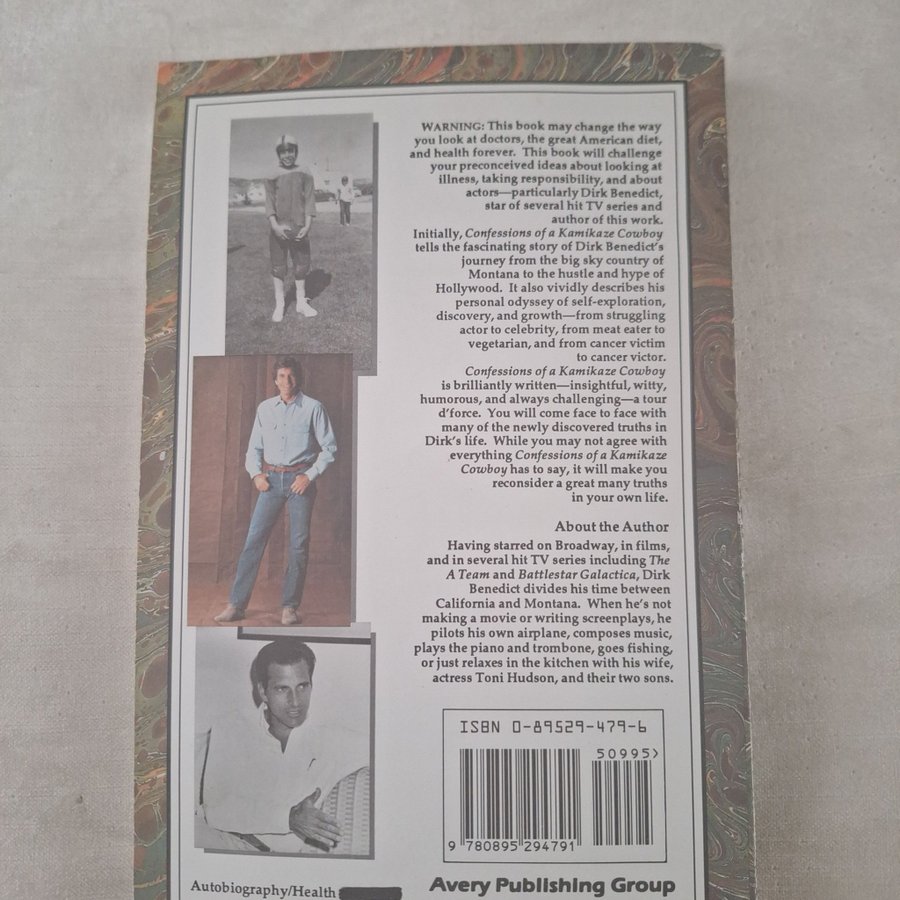 WARNING: This book may change the way
you look at doctors, the great American diet,
and health forever. This book will challenge
your preconceived ideas about looking at
illness, taking responsibility, and about
actors—particularly Dirk Benedict,
star of several hit TV series and
author of this work.
Initially, Confessions of a Kamikaze Cowboy
tells the fascinating story of Dirk Benedict's
journey from the big sky country of
Montana to the hustle and hype of
Hollywood. It also vividly describes his
personal odyssey of self-exploration,
discovery, and growth—from struggling
actor to celebrity, from meat eater to
vegetarian, and from cancer victim
to cancer victor.
Confessions of a Kamikaze Cowboy
is brilliantly written—insightful, witty,
humorous, and always challenging—a tour
d'force. You will come face to face with
many of the newly discovered truths in
Dirk's life. While you may not agree with
everything Confessions of a Kamikaze
Cowboy has to say, it will make you
reconsider a great many truths
in your own life.
About the Author
Having starred on Broadway, in films,
and in several hit TV series including The
A Team and Battlestar Galactica, Dirk
Benedict divides his time between
California and Montana. When he's not
making a movie or writing screenplays, he
pilots his own airplane, composes music,
plays the piano and trombone, goes fishing,
or just relaxes in the kitchen with his wife,
actress Toni Hudson, and their two sons.
ISBN 0-89529-479-6
50995>
9 780895 294791
Autobiography/Health
Avery Publishing Group